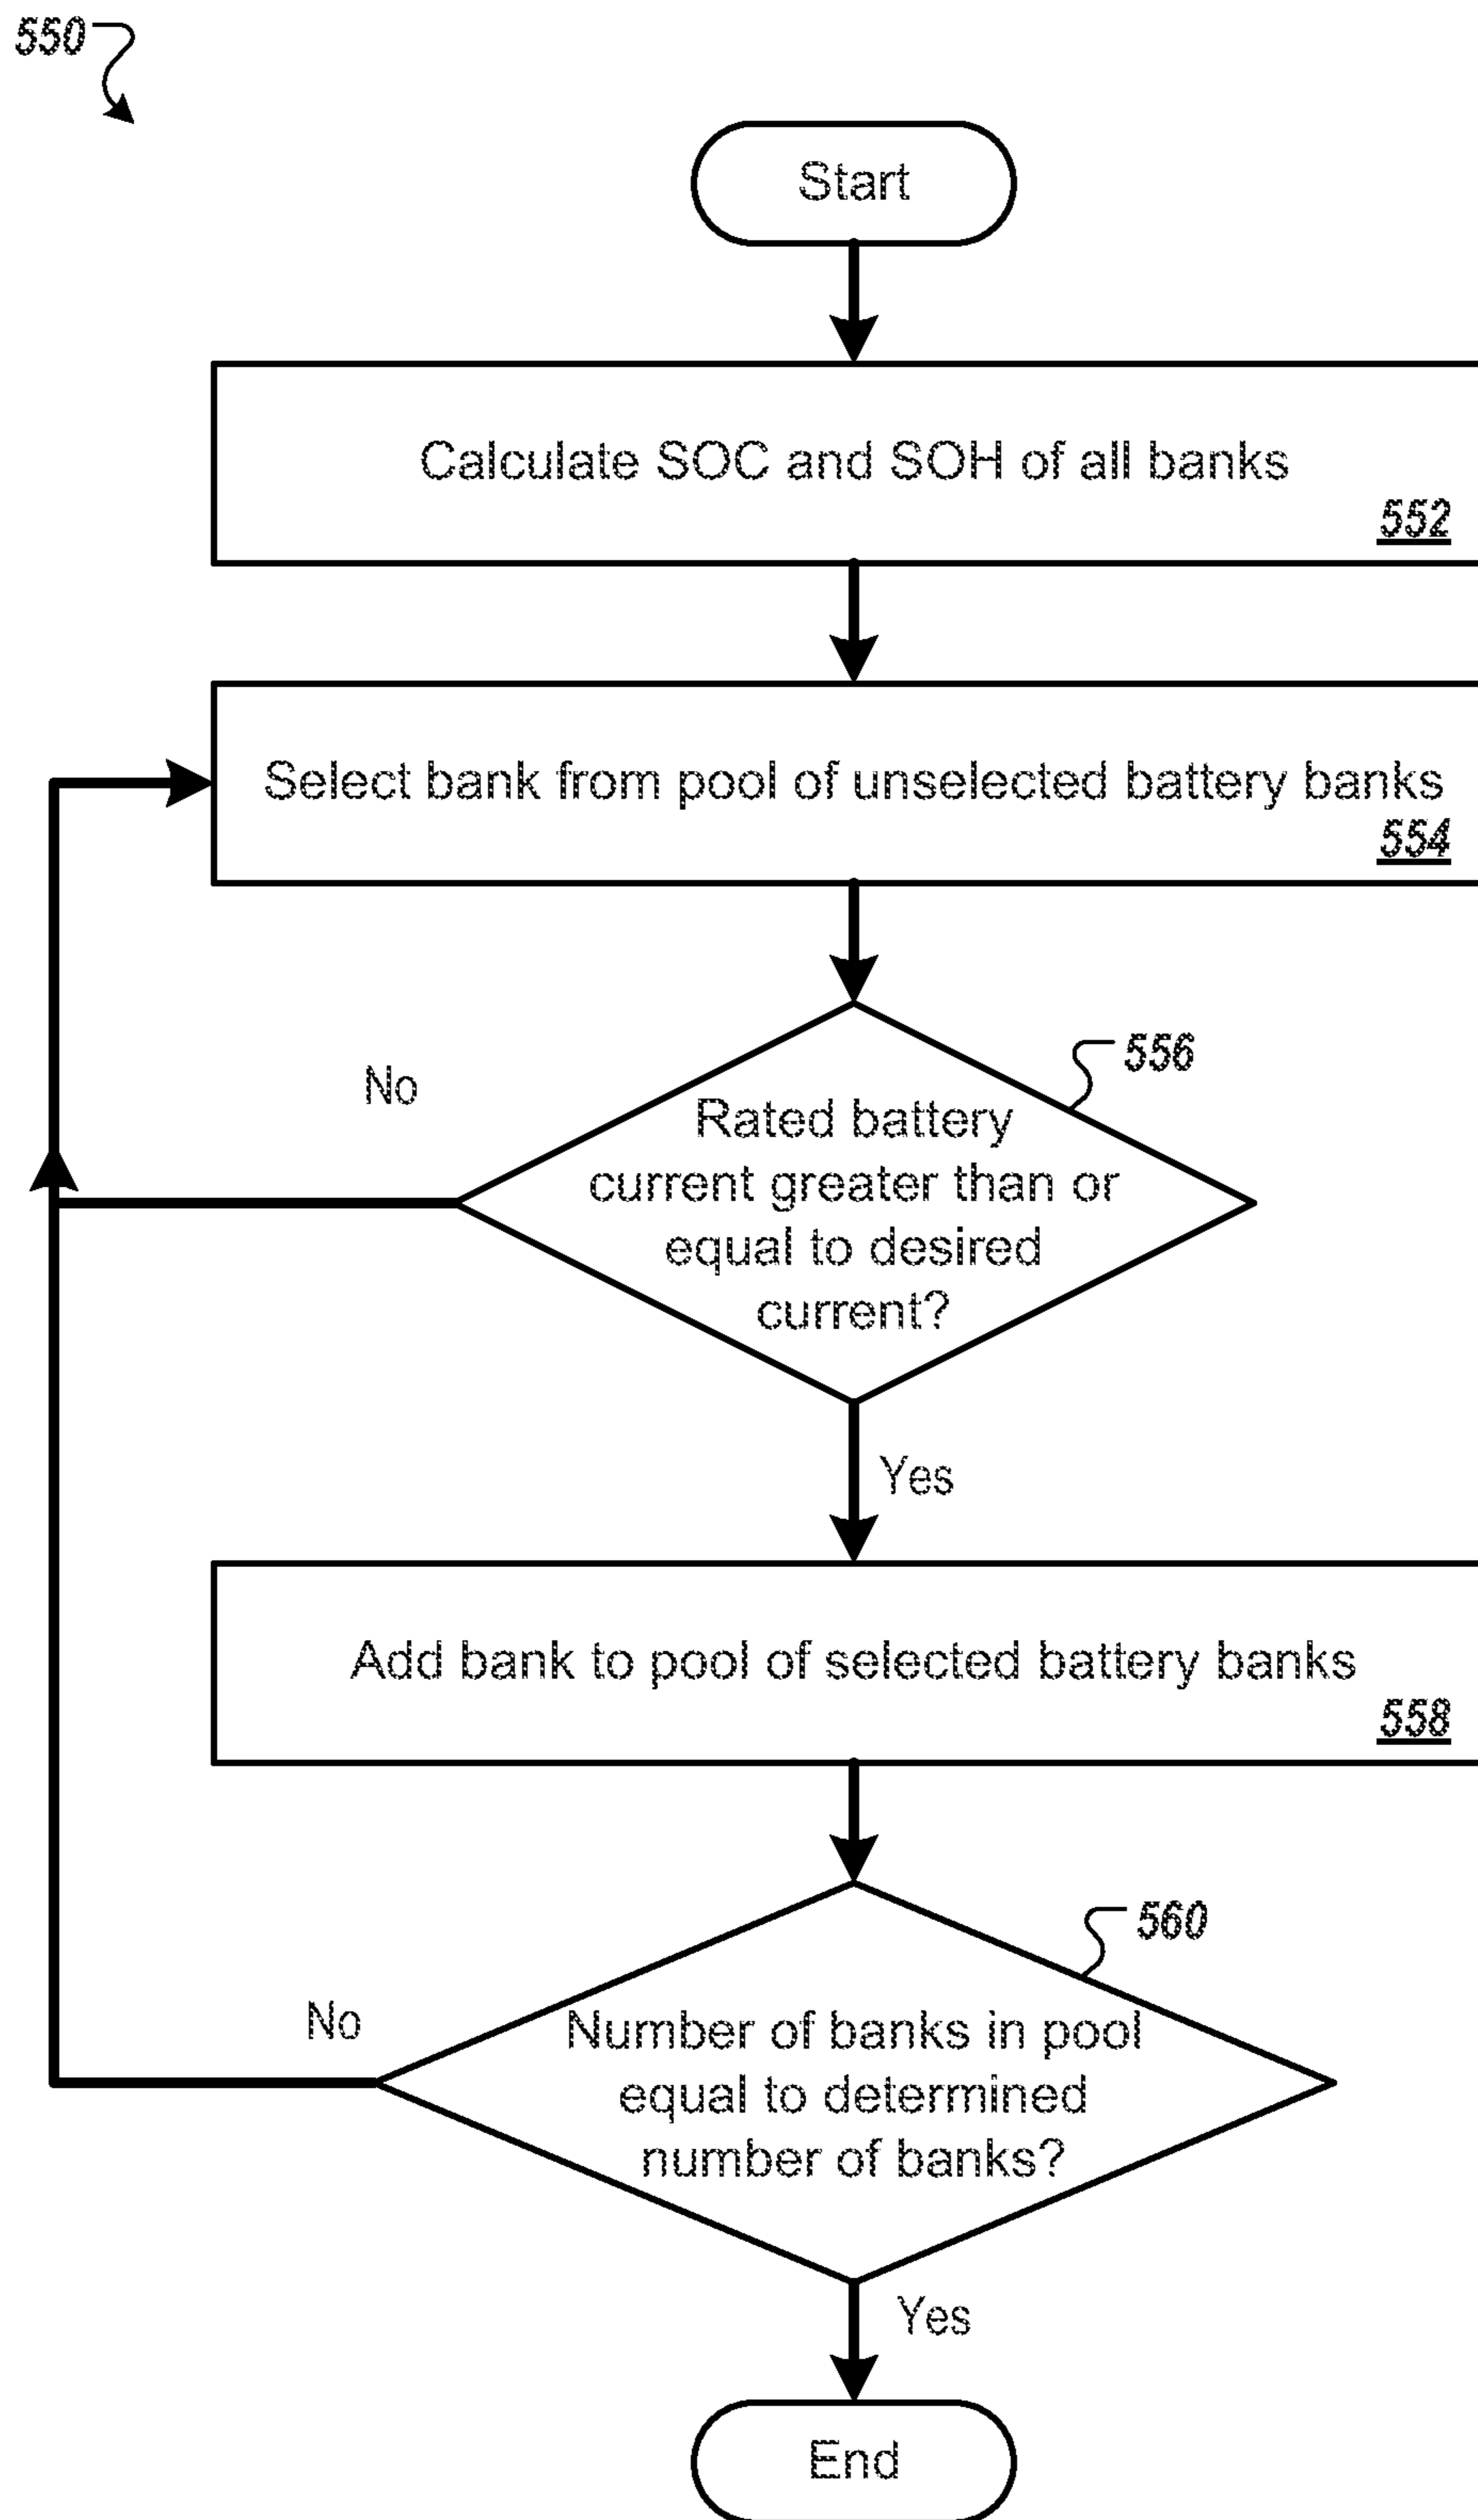 550
Start
Calculate SOC and SOH of all banks
552
Select bank from pool of unselected battery banks
554
556
No
Rated battery
current greater than or
equal to desired
current?
Yes
Add bank to pool of selected battery banks
558
560
No
Number of banks in pool
equal to determined
number of banks?
Yes
End